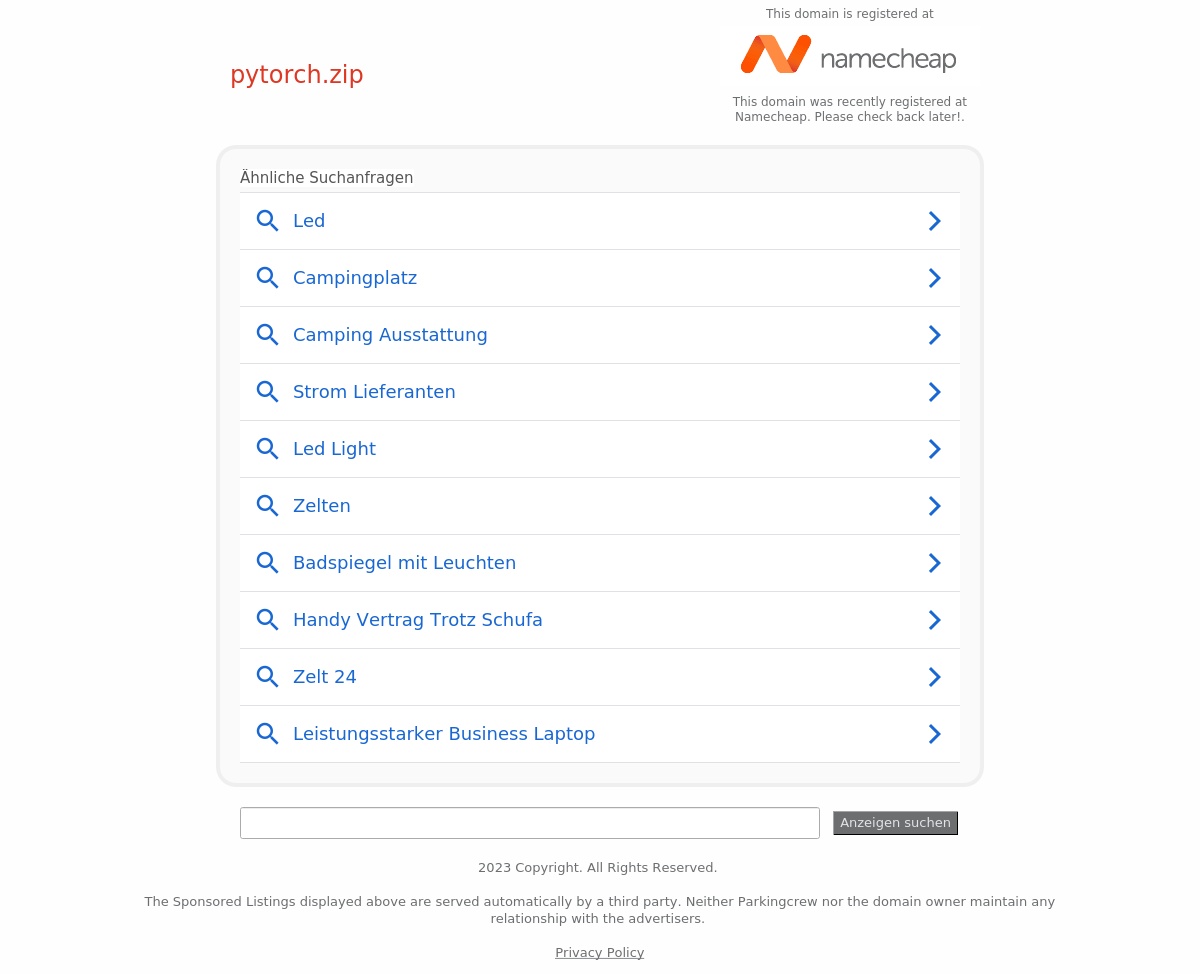 This domain is registered at
namecheap
pytorch.zip
This domain was recently registered at
Namecheap. Please check back later!.
Ähnliche Suchanfragen
Led
Campingplatz
Camping Ausstattung
Strom Lieferanten
Led Light
Zelten
Badspiegel mit Leuchten
Handy Vertrag Trotz Schufa
Zelt 24
Leistungsstarker Business Laptop
Anzeigen suchen
2023 Copyright. All Rights Reserved.
The Sponsored Listings displayed above are served automatically by a third party. Neither Parkingcrew nor the domain owner maintain any
relationship with the advertisers.
Privacy Policy